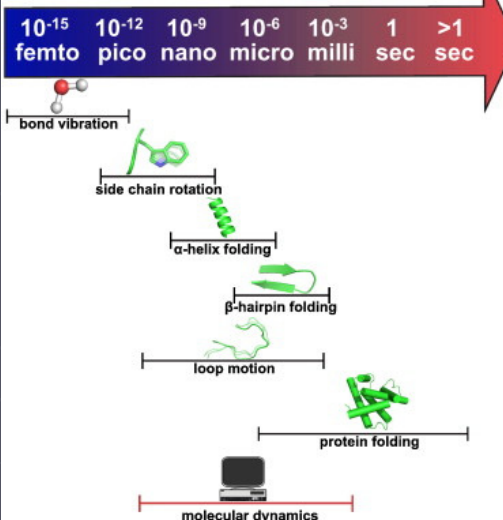 10-15 10-12 10-9 10-6 10-3 1 >1
femto pico nano micro milli sec sec
bond vibration
side chain rotation
α-helix folding
β-hairpin folding
loop motion
protein folding
molecular dynamics